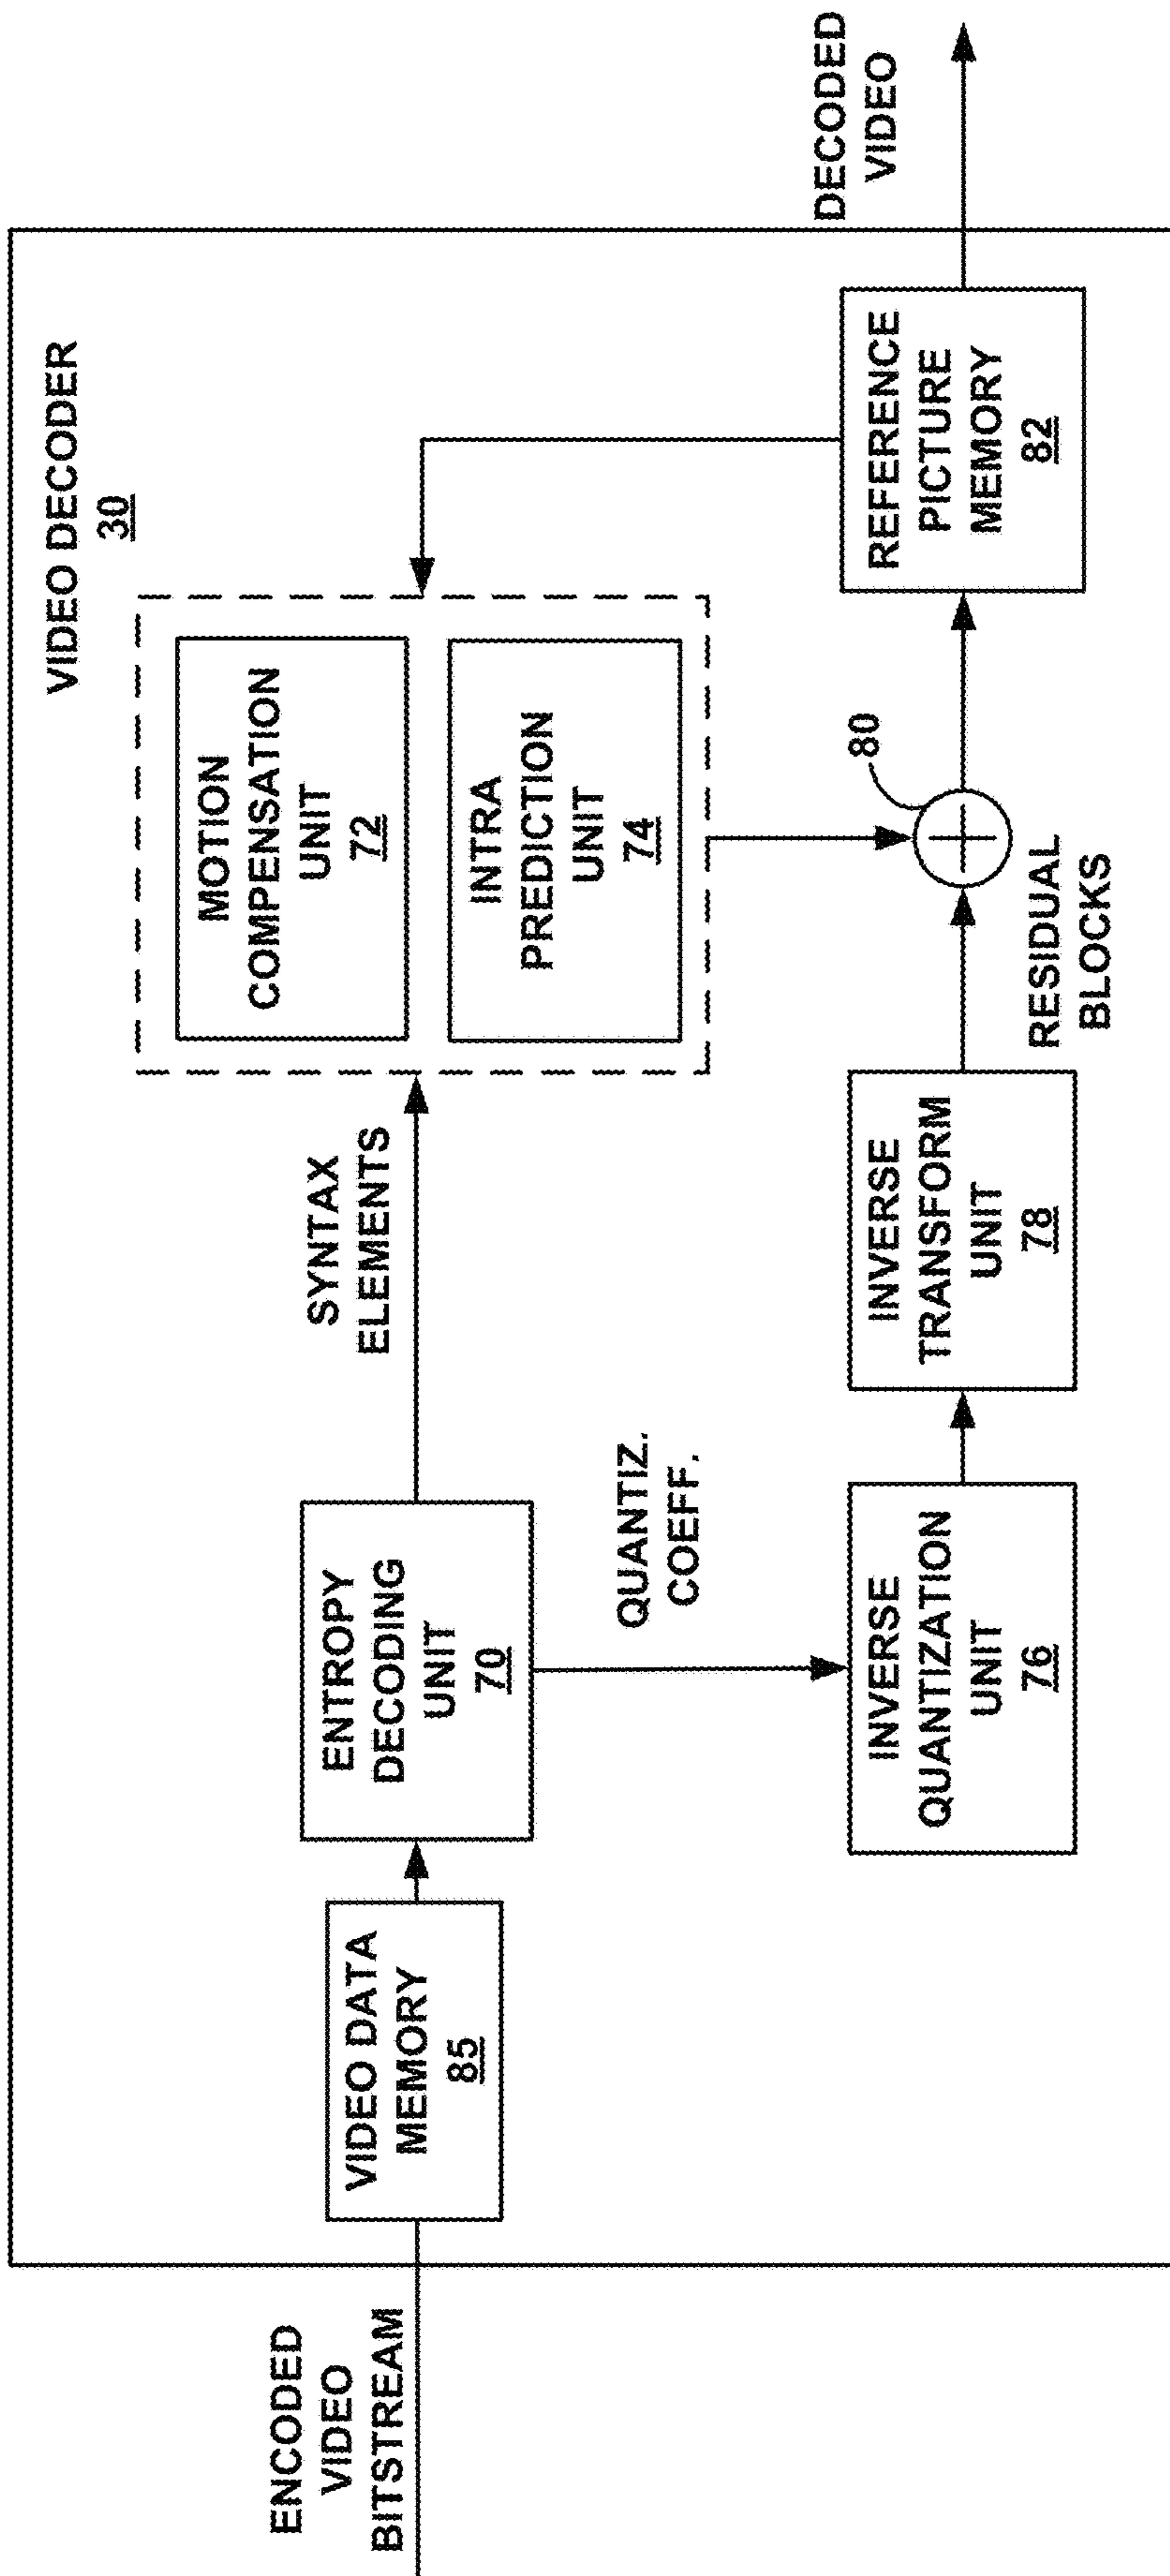 VIDEO DECODER
30
ENCODED
VIDEO
BITSTREAM
VIDEO DATA
MEMORY
85
ENTROPY
DECODING
UNIT
70
SYNTAX
ELEMENTS
MOTION
COMPENSATION
UNIT
72
INTRA
PREDICTION
UNIT
74
QUANTIZ.
COEFF.
INVERSE
QUANTIZATION
UNIT
76
INVERSE
TRANSFORM
UNIT
78
RESIDUAL
BLOCKS
80
REFERENCE
PICTURE
MEMORY
82
DECODED
VIDEO